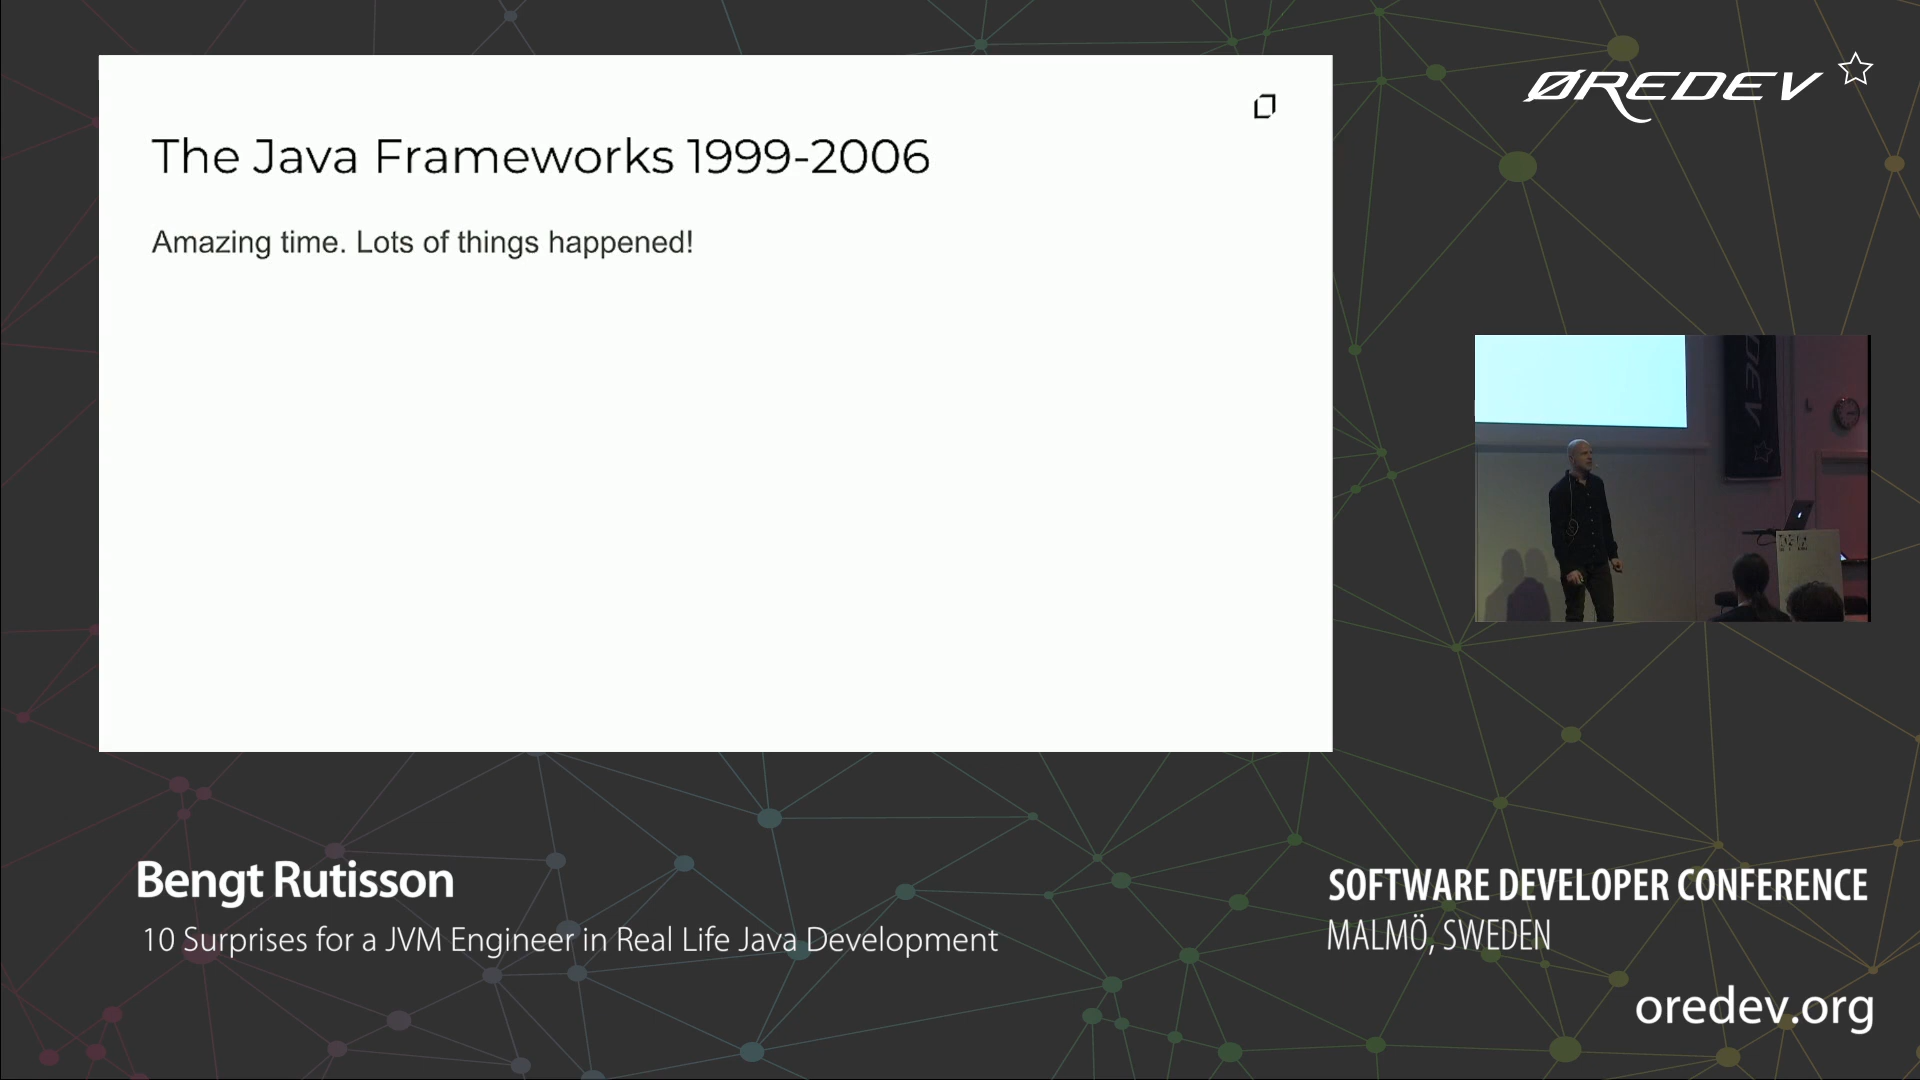 ØREDEV
The Java Frameworks 1999-2006
Amazing time. Lots of things happened!
Bengt Rutisson
10 Surprises for a JVM Engineer in Real Life Java Development
SOFTWARE DEVELOPER CONFERENCE
MALMÖ, SWEDEN
oredev.org